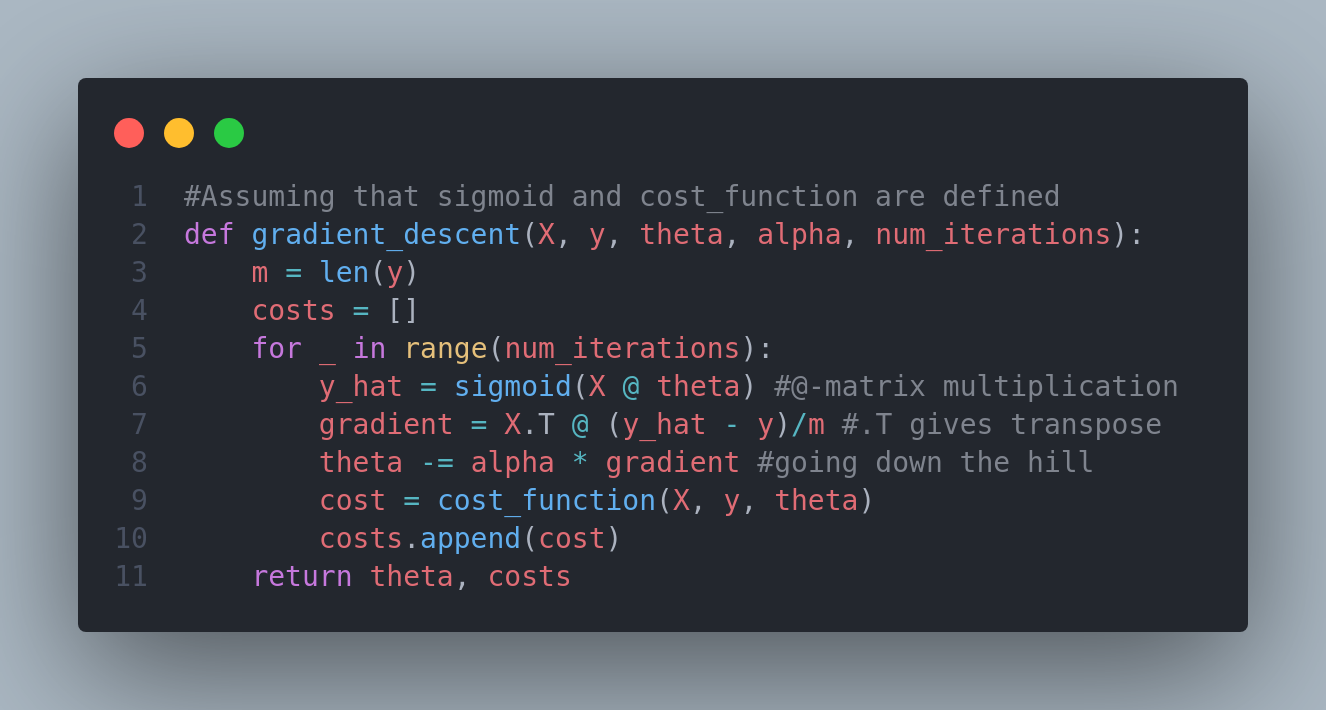 1 #Assuming that sigmoid and cost_function are defined
2 def gradient_descent(X, y, theta, alpha, num_iterations):
3     m = len(y)
4     costs = []
5     for _ in range(num_iterations):
6         y_hat = sigmoid(X @ theta) #@-matrix multiplication
7         gradient = X.T @ (y_hat - y)/m #.T gives transpose
8         theta -= alpha * gradient #going down the hill
9         cost = cost_function(X, y, theta)
10         costs.append(cost)
11     return theta, costs